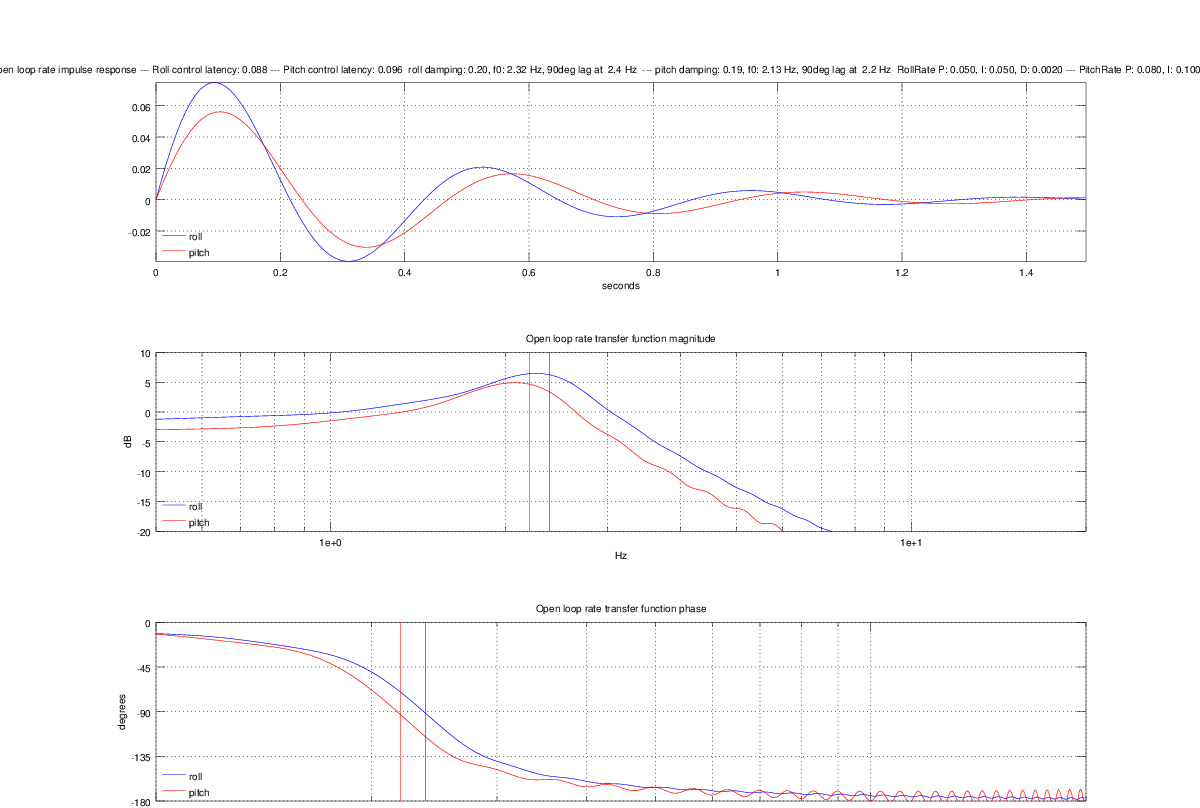 pen loop rate impulse response --- Roll control latency: 0.088 --- Pitch control latency: 0.096 roll damping: 0.20, f0: 2.32 Hz, 90deg lag at 2.4 Hz --- pitch damping: 0.19, f0: 2.13 Hz, 90deg lag at 2.2 Hz RollRate P: 0.050, I: 0.050, D: 0.0020 --- PitchRate P: 0.080, I: 0.100
0.06
0.04
0.02
0
-0.02
roll
pitch
0 0.2 0.4 0.6 0.8 1 1.2 1.4
seconds
Open loop rate transfer function magnitude
10
5
0
-5
-10
-15
-20
dB
roll
pitch
1e+0 1e+1
Hz
Open loop rate transfer function phase
0
-45
-90
-135
-180
degrees
roll
pitch